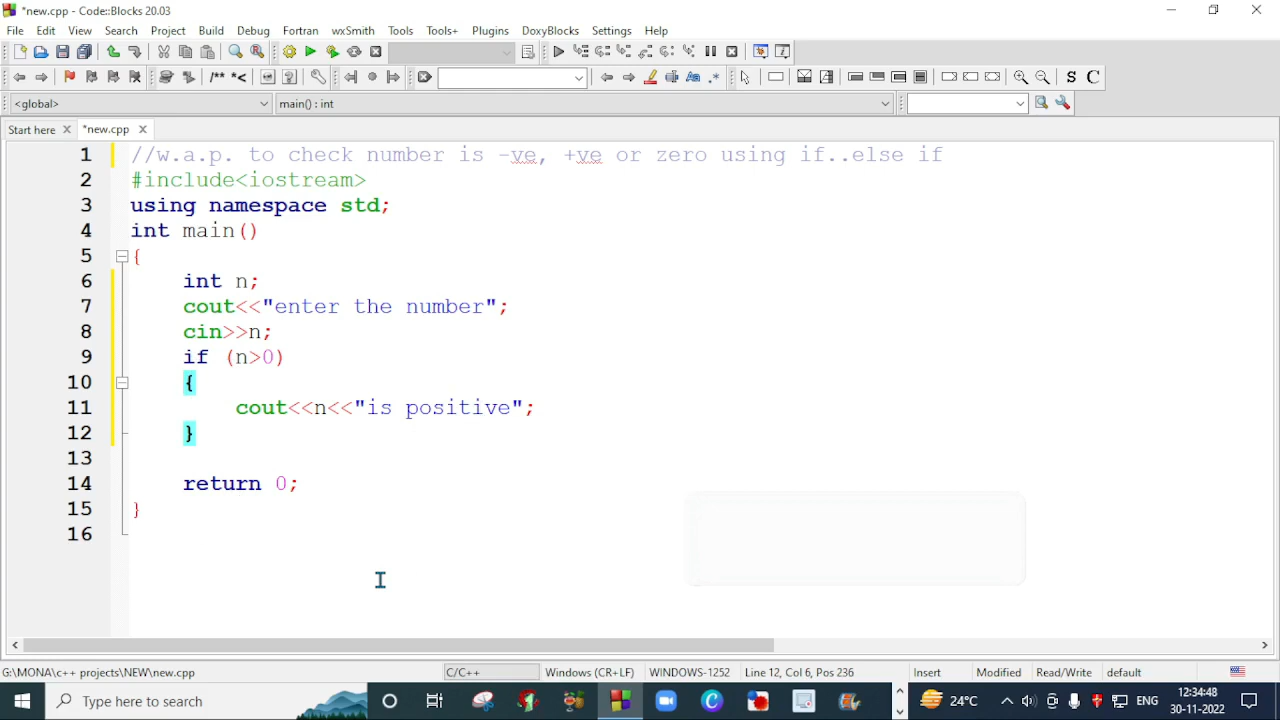 *new.cpp - Code::Blocks 20.03
File Edit View Search Project Build Debug Fortran wxSmith Tools Tools+ Plugins DoxyBlocks Settings Help
<global> main() : int
Start here *new.cpp
1 //w.a.p. to check number is -ve, +ve or zero using if..else if
2 #include<iostream>
3 using namespace std;
4 int main()
5 {
6 int n;
7 cout<<"enter the number";
8 cin>>n;
9 if (n>0)
10 {
11 cout<<n<<"is positive";
12 }
13
14 return 0;
15 }
16
G:\MONA\c++ projects\NEW\new.cpp C/C++ Windows (CR+LF) WINDOWS-1252 Line 12, Col 6, Pos 236 Insert Modified Read/Write default
Type here to search 24°C ENG 12:34:48
30-11-2022